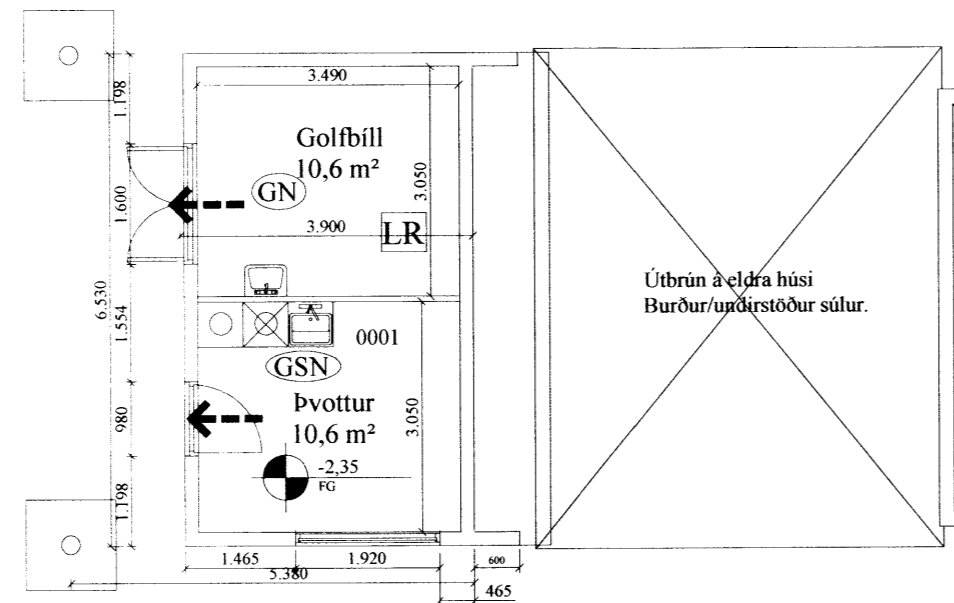 3.490
1.198
Golfbíll
10,6 m²
GN
3.050
1.600
3.900
LR
6.530
1.554
Útbrún á eldra húsi
Burður/undirstöður súlur.
0001
GSN
Þvottur
10,6 m²
3.050
980
-2,35
FG
1.198
1.465
1.920
600
5.380
465